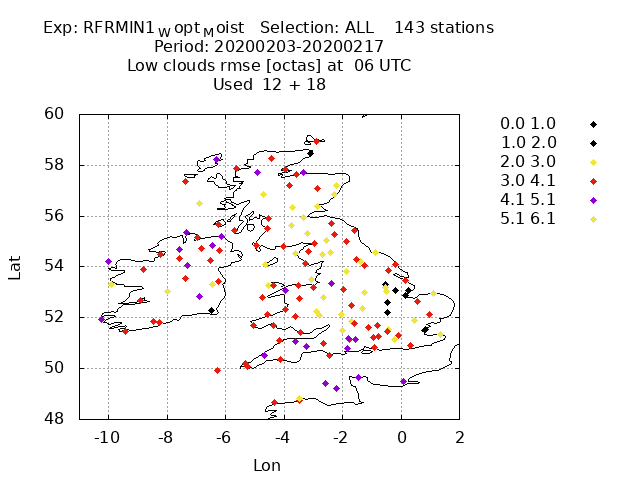 Exp: RFRMIN1WoptMoist Selection: ALL 143 stations
Period: 20200203-20200217
Low clouds rmse [octas] at 06 UTC
Used 12 + 18
60
58
56
54
52
50
48
Lat
-10 -8 -6 -4 -2 0 2
Lon
0.0 1.0
1.0 2.0
2.0 3.0
3.0 4.1
4.1 5.1
5.1 6.1